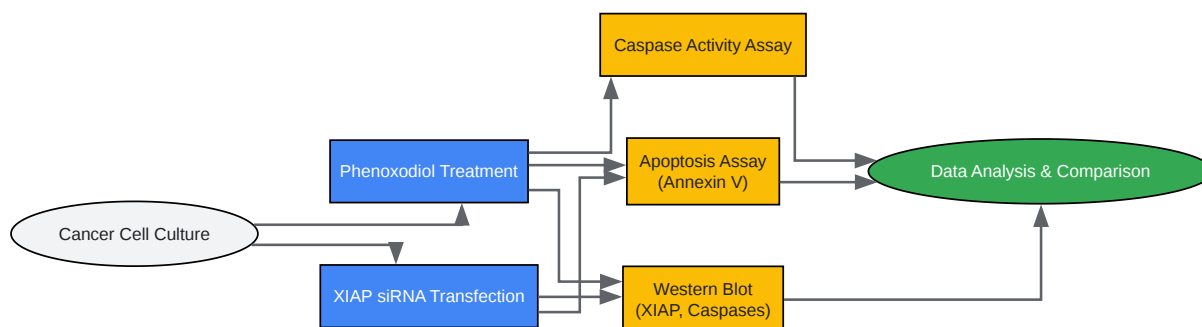 Caspase Activity Assay
Phenoxodiol Treatment
Apoptosis Assay
(Annexin V)
Data Analysis & Comparison
Cancer Cell Culture
XIAP siRNA Transfection
Western Blot
(XIAP, Caspases)